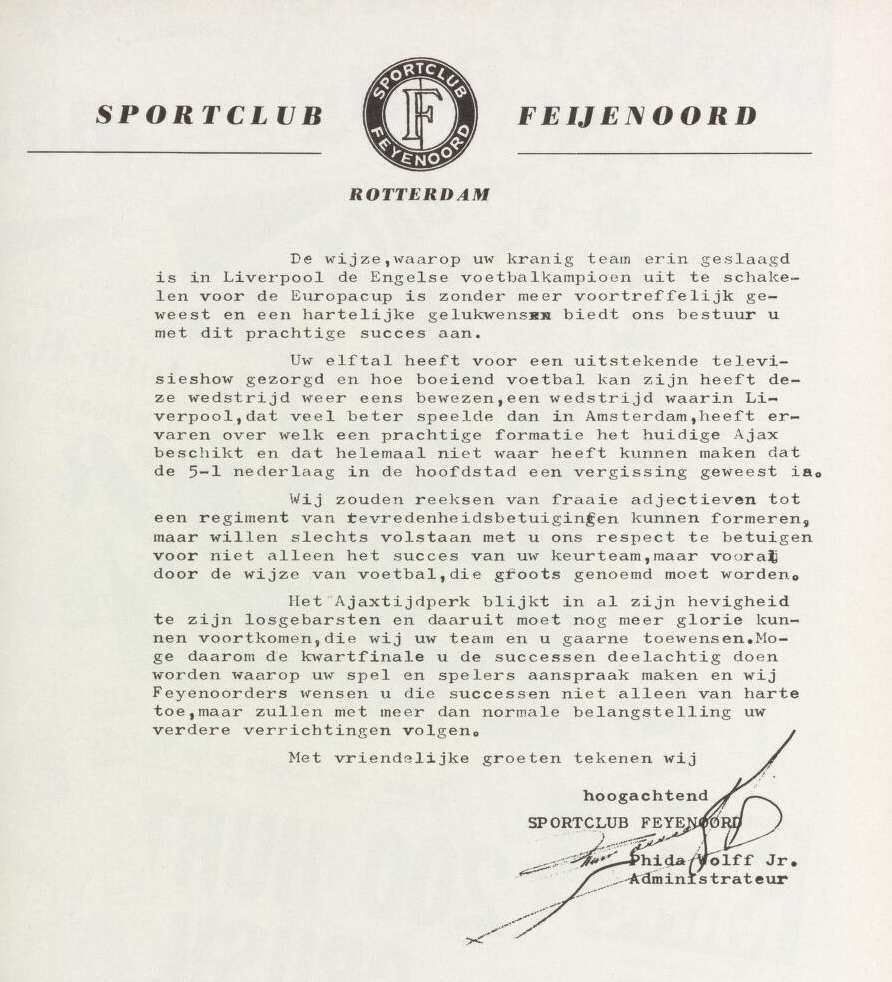 SPORTCLUB FEIJENOORD
SPORTCLUB
F
FEYENOORD
ROTTERDAM
De wijze,waarop uw kranig team erin geslaagd
is in Liverpool de Engelse voetbalkampioen uit te schake-
len voor de Europacup is zonder meer voortreffelijk ge-
weest en een hartelijke gelukwens biedt ons bestuur u
met dit prachtige succes aan.
Uw elftal heeft voor een uitstekende televi-
sieshow gezorgd en hoe boeiend voetbal kan zijn heeft de-
ze wedstrijd weer eens bewezen,een wedstrijd waarin Li-
verpool,dat veel beter speelde dan in Amsterdam,heeft er-
varen over welk een prachtige formatie het huidige Ajax
beschikt en dat helemaal niet waar heeft kunnen maken dat
de 5-1 nederlaag in de hoofdstad een vergissing geweest is.
Wij zouden reeksen van fraaie adjectieven tot
een regiment van tevredenheidsbetuigingen kunnen formeren,
maar willen slechts volstaan met u ons respect te betuigen
voor niet alleen het succes van uw keurteam,maar vooral
door de wijze van voetbal,die groots genoemd moet worden.
Het Ajaxtijdperk blijkt in al zijn hevigheid
te zijn losgebarsten en daaruit moet nog meer glorie kun-
nen voortkomen,die wij uw team en u gaarne toewensen.Mo-
ge daarom de kwartfinale u de successen deelachtig doen
worden waarop uw spel en spelers aanspraak maken en wij
Feyenoorders wensen u die successen niet alleen van harte
toe,maar zullen met meer dan normale belangstelling uw
verdere verrichtingen volgen.
Met vriendelijke groeten tekenen wij
hoogachtend
SPORTCLUB FEYENOORD
Phida Wolff Jr.
Administrateur